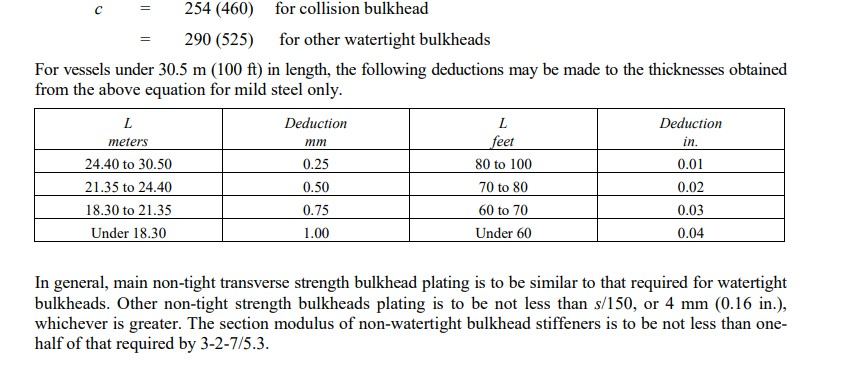 c = 254 (460) for collision bulkhead
= 290 (525) for other watertight bulkheads
For vessels under 30.5 m (100 ft) in length, the following deductions may be made to the thicknesses obtained
from the above equation for mild steel only.
L meters Deduction mm L feet Deduction in.
24.40 to 30.50 0.25 80 to 100 0.01
21.35 to 24.40 0.50 70 to 80 0.02
18.30 to 21.35 0.75 60 to 70 0.03
Under 18.30 1.00 Under 60 0.04
In general, main non-tight transverse strength bulkhead plating is to be similar to that required for watertight
bulkheads. Other non-tight strength bulkheads plating is to be not less than s/150, or 4 mm (0.16 in.),
whichever is greater. The section modulus of non-watertight bulkhead stiffeners is to be not less than one-
half of that required by 3-2-7/5.3.